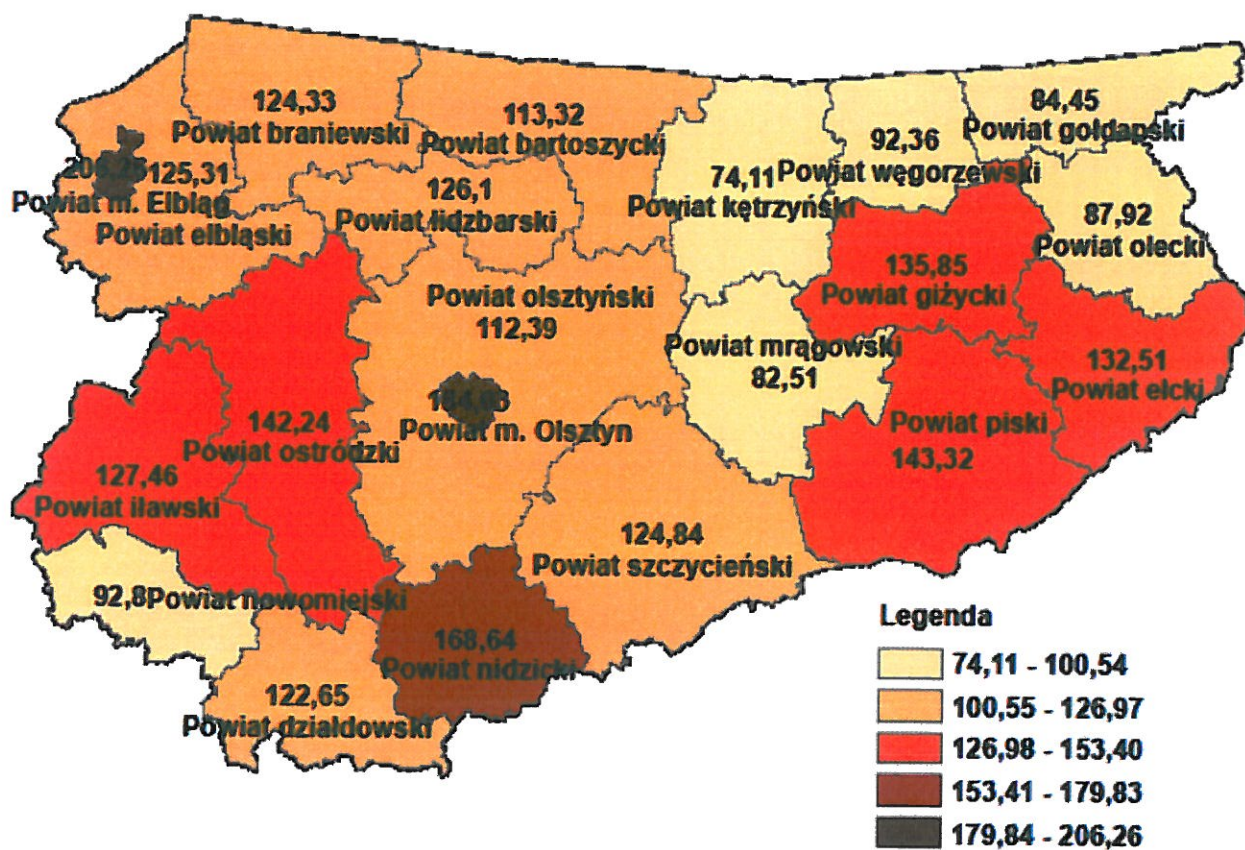 124,33
Powiat braniewski
113,32
Powiat bartoszycki
84,45
Powiat gołdapski
92,36
Powiat węgorzewski
125,31
Powiat m. Elbląg
Powiat elbląski
126,1
Powiat lidzbarski
74,11
Powiat kętrzyński
87,92
Powiat olecki
135,85
Powiat giżycki
Powiat olsztyński
112,39
Powiat mrągowski
82,51
132,51
Powiat ełcki
Powiat m. Olsztyn
142,24
Powiat ostródzki
Powiat piski
143,32
127,46
Powiat iławski
124,84
Powiat szczycieński
92,8 Powiat nowomiejski
168,64
Powiat nidzicki
122,65
Powiat działdowski
Legenda
74,11 - 100,54
100,55 - 126,97
126,98 - 153,40
153,41 - 179,83
179,84 - 206,26